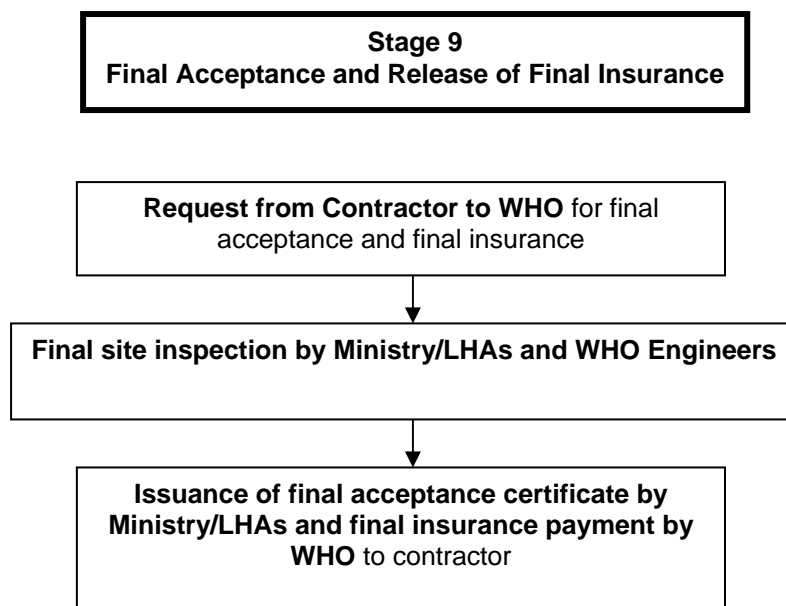 Stage 9
Final Acceptance and Release of Final Insurance
Request from Contractor to WHO for final
acceptance and final insurance
Final site inspection by Ministry/LHAs and WHO Engineers
Issuance of final acceptance certificate by
Ministry/LHAs and final insurance payment by
WHO to contractor